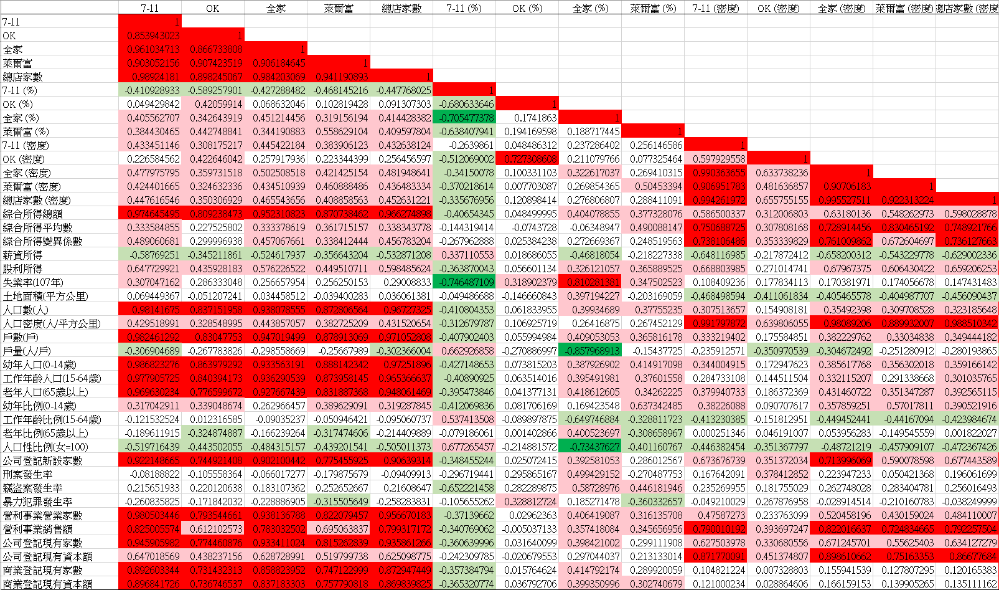 7-11 OK 全家 萊爾富 總店家數 7-11 (%) OK (%) 全家 (%) 萊爾富 (%) 7-11 (密度) OK (密度) 全家 (密度) 萊爾富 (密度) 總店家數 (密度
7-11 1
OK 0.853943023 1
全家 0.961034713 0.866733808 1
萊爾富 0.903052156 0.907423519 0.906184645 1
總店家數 0.98924181 0.898245067 0.984203069 0.941190893 1
7-11 (%) -0.410928933 -0.589257901 -0.427288482 -0.468145216 -0.447768025 1
OK (%) 0.049429842 0.42059914 0.068632046 0.102819428 0.091307303 -0.680633646 1
全家 (%) 0.405562707 0.342643919 0.451214456 0.319156194 0.414428382 -0.705477378 0.1741863 1
萊爾富 (%) 0.384430465 0.442748841 0.344190883 0.558629104 0.409597804 -0.638407941 0.194169598 0.188717445 1
7-11 (密度) 0.433451146 0.308175217 0.445422184 0.383906123 0.432638124 -0.2639861 0.048486312 0.237286402 0.256146586 1
OK (密度) 0.226584562 0.422646042 0.257917936 0.223344399 0.256456597 -0.512069002 0.727308608 0.211079766 0.077325464 0.597929558 1
全家 (密度) 0.477975795 0.359731518 0.502508518 0.421425154 0.481948641 -0.34150078 0.100331103 0.322617037 0.269410315 0.990363655 0.633738236 1
萊爾富 (密度) 0.424401665 0.324632336 0.434510939 0.460888486 0.436483334 -0.370218614 0.007703087 0.269854365 0.50453394 0.906951783 0.481636857 0.90706183 1
總店家數 (密度) 0.447616546 0.350306929 0.465543656 0.408858563 0.452631221 -0.335676956 0.120898414 0.276806807 0.288411091 0.994261972 0.655755155 0.995527511 0.922313224 1
綜合所得總額 0.974645495 0.809238473 0.952310823 0.870738462 0.966274898 -0.40654345 0.048499995 0.404078855 0.377328076 0.586500337 0.312006803 0.63180136 0.548262973 0.598028878
綜合所得平均數 0.333584855 0.227525802 0.333378619 0.361715157 0.338343778 -0.144319414 -0.0743728 -0.06348947 0.490088147 0.750688725 0.307808168 0.728914456 0.830465192 0.748921766
綜合所得變異係數 0.489060681 0.299996938 0.457067661 0.338412444 0.456783204 -0.267962888 0.025384238 0.272669367 0.248519563 0.738106486 0.353339829 0.761009862 0.672604697 0.736127663
薪資所得 -0.58769251 -0.345211861 -0.524617937 -0.356643204 -0.532871208 0.337110553 0.018686055 -0.46818054 -0.218227338 -0.648116985 -0.217872412 -0.658200312 -0.543229778 -0.629002336
股利所得 0.647729921 0.435928183 0.576226522 0.449510711 0.598485624 -0.363870043 0.056601134 0.326121057 0.365889525 0.668803985 0.271014741 0.67967375 0.606430422 0.659206253
失業率(107年) 0.307047162 0.286333048 0.256657954 0.256250153 0.29008833 -0.746487109 0.318902379 0.810281381 0.347502523 0.108409236 0.177834113 0.170381971 0.174056678 0.147431483
土地面積(平方公里) 0.069449367 -0.051207241 0.034458512 -0.039400283 0.036061381 -0.049486688 -0.146660843 0.397194227 -0.203169059 -0.468498594 -0.411061834 -0.405465578 -0.404987707 -0.456090437
人口數(人) 0.98141675 0.837151958 0.938078555 0.872806564 0.96727325 -0.410804353 0.061833955 0.39934689 0.37755235 0.307513657 0.154908181 0.35492398 0.309708528 0.323185648
人口密度(人/平方公里) 0.429518991 0.328548995 0.443857057 0.382725209 0.431520654 -0.312679787 0.106925719 0.26416875 0.267452129 0.991797872 0.639806055 0.98089206 0.889932007 0.988510342
戶數(戶) 0.982461292 0.83047753 0.947019499 0.878913069 0.971052808 -0.407902403 0.055994984 0.409053053 0.365816178 0.333219402 0.175584851 0.382229762 0.33034838 0.349444182
戶量(人/戶) -0.306904689 -0.267783826 -0.298558669 -0.25667989 -0.302366004 0.662926858 -0.270886997 -0.857968913 -0.15437725 -0.235912571 -0.350970539 -0.304672492 -0.251280912 -0.280193865
幼年人口(0-14歲) 0.986823276 0.863979292 0.933563191 0.888142342 0.97251896 -0.427148653 0.073815203 0.387926902 0.414917098 0.344004915 0.172947623 0.385617768 0.356302018 0.359166142
工作年齡人口(15-64歲) 0.977905725 0.840394173 0.936290539 0.873958145 0.965366637 -0.40890925 0.063514016 0.395491981 0.37601558 0.284733108 0.144511504 0.332115207 0.291338668 0.301035765
老年人口(65歲以上) 0.969630234 0.776599672 0.927667439 0.831887368 0.948061469 -0.395473846 0.041377131 0.418612605 0.34262225 0.379940733 0.186372369 0.431460722 0.351347287 0.392565115
幼年比例(0-14歲) 0.317042911 0.339048674 0.262966457 0.389629091 0.319287845 -0.412069836 0.081706169 0.169423548 0.637342485 0.38226088 0.090707617 0.357859251 0.57017811 0.390521916
工作年齡比例(15-64歲) -0.121532524 0.012316585 -0.09035237 -0.050946421 -0.095060737 0.537413508 -0.089897875 -0.649746884 -0.328811723 -0.413230385 -0.151812951 -0.449452441 -0.44167094 -0.423984674
老年比例(65歲以上) -0.189611915 -0.324874887 -0.166239264 -0.317474606 -0.214409889 -0.079186061 0.001402866 0.400523697 -0.308658967 0.000251346 0.046191007 0.053956283 -0.149545559 0.001822027
人口性比例(女=100) -0.519716439 -0.443502055 -0.484315157 -0.439201541 -0.505011373 0.677265457 -0.214881572 -0.73437627 -0.401160767 -0.446382454 -0.351367797 -0.48721219 -0.457909107 -0.472367426
公司登記新設家數 0.922148665 0.744921408 0.902100442 0.775455925 0.90639314 -0.348455244 0.025072415 0.392581053 0.286012567 0.673676739 0.351372034 0.713996069 0.590078598 0.677443589
刑案發生率 -0.08188822 -0.105558364 -0.066017277 -0.179875679 -0.09409913 -0.296719441 0.295865167 0.499429152 -0.270487753 0.167642091 0.378412852 0.223947233 0.050421368 0.196061699
竊盜案發生率 0.215651933 0.220120638 0.183107362 0.252652667 0.21608647 -0.652221458 0.282289875 0.58728976 0.446181946 0.235269955 0.181755029 0.262748028 0.283404781 0.256016493
暴力犯罪發生率 -0.260835825 -0.171842032 -0.228886905 -0.315505649 -0.258283831 -0.105655262 0.328812724 0.185271478 -0.360332657 -0.049210029 0.267876958 -0.028914514 -0.210160783 -0.038249999
營利事業營業家數 0.980503446 0.793544661 0.938136788 0.822079457 0.956670183 -0.37139662 0.02962363 0.406419087 0.316135708 0.47587273 0.233763099 0.520458196 0.430159024 0.484110007
營利事業銷售額 0.825005574 0.612102573 0.783032502 0.695063837 0.799317172 -0.340769062 -0.005037133 0.357418084 0.345656956 0.790010192 0.393697247 0.822016637 0.724834665 0.792257504
公司登記現有家數 0.945905982 0.774460876 0.933411024 0.815262839 0.935861266 -0.360639996 0.031640099 0.398421002 0.299111908 0.627503978 0.330680556 0.671245701 0.55625403 0.634127279
公司登記現有資本額 0.647018569 0.438237156 0.628728991 0.519799738 0.625098775 -0.242309785 -0.020679553 0.297044037 0.213133014 0.871770091 0.451374807 0.898610662 0.75163353 0.86677684
商業登記現有家數 0.892603344 0.731432313 0.858823952 0.747122999 0.872947449 -0.357384794 0.015764624 0.414792174 0.289920059 0.104821224 0.007328803 0.155941539 0.127807295 0.120165383
商業登記現有資本額 0.896841726 0.736746537 0.837183303 0.757790818 0.869839825 -0.365320774 0.036792706 0.399350996 0.302740679 0.121000234 0.028864606 0.166159153 0.139905265 0.135111162